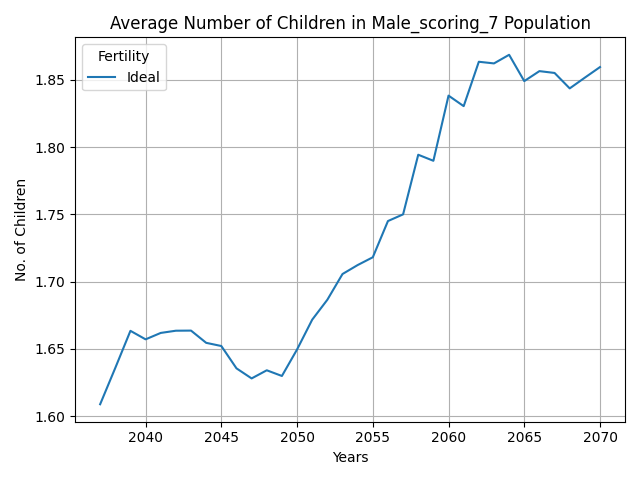 Average Number of Children in Male_scoring_7 Population
Fertility
Ideal
No. of Children
1.85
1.80
1.75
1.70
1.65
1.60
2040 2045 2050 2055 2060 2065 2070
Years